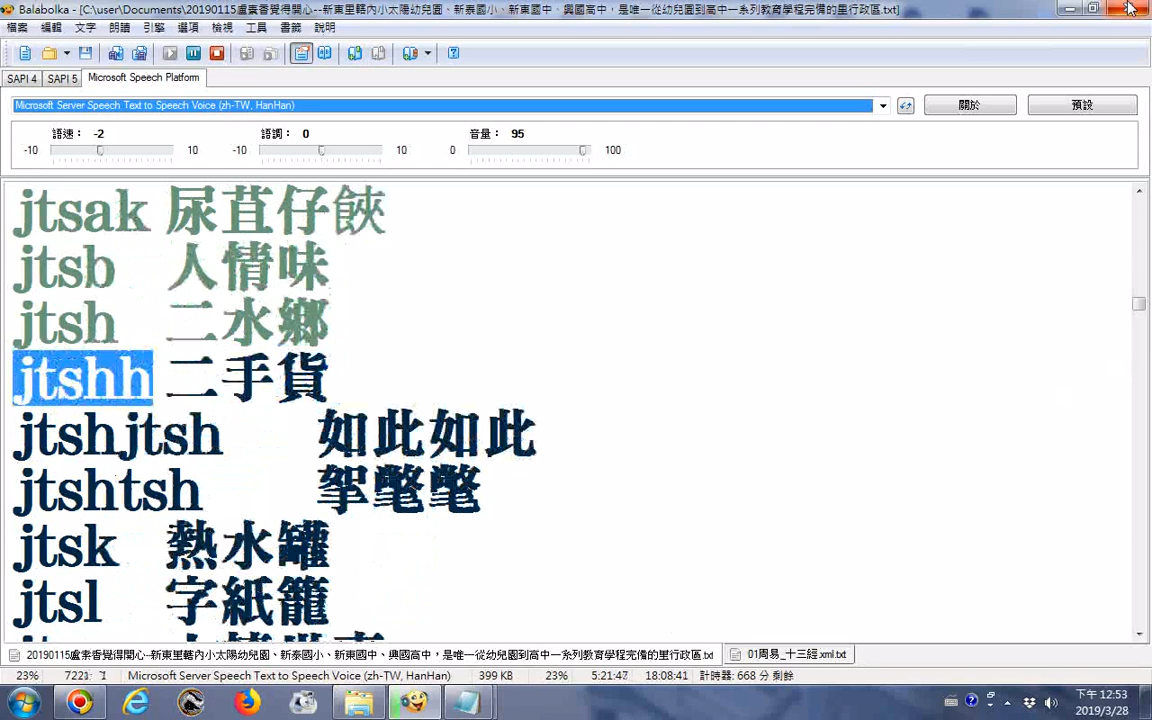 Balabolka - [C:\user\Documents\20190115盧素香覺得開心--新東里轄內小太陽幼兒園、新泰國小、新東國中、興國高中，是唯一從幼兒園到高中一系列教育學程完備的里行政區.txt]
檔案 編輯 文字 朗讀 引擎 選項 檢視 工具 書籤 說明
SAPI 4 SAPI 5 Microsoft Speech Platform
Microsoft Server Speech Text to Speech Voice (zh-TW, HanHan) 關於 預設
語速： -2 語調： 0 音量： 95
-10 10 -10 10 0 100
jtsak 尿苴仔餃
jtsb 人情味
jtsh 二水鄉
jtshh 二手貨
jtshjtsh 如此如此
jtshtsh 挐氅氅
jtsk 熱水罐
jtsl 字紙籠
20190115盧素香覺得開心--新東里轄內小太陽幼兒園、新泰國小、新東國中、興國高中，是唯一從幼兒園到高中一系列教育學程完備的里行政區.txt 01周易_十三經.xml.txt
23% 7221: 1 Microsoft Server Speech Text to Speech Voice (zh-TW, HanHan) 399 KB 23% 5:21:47 18:08:41 計時器: 668 分 剩餘
下午 12:53
2019/3/28